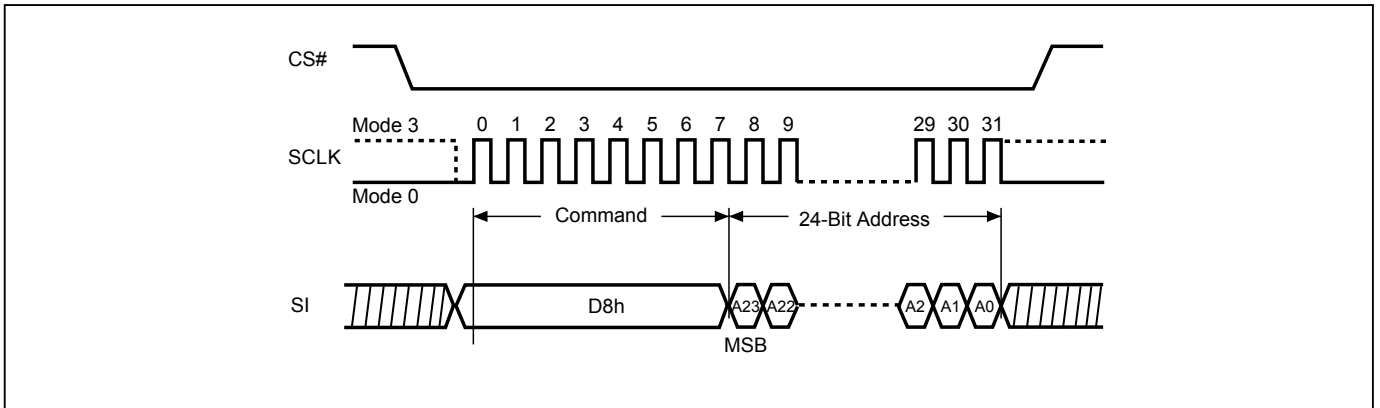 CS#
Mode 3 0 1 2 3 4 5 6 7 8 9 29 30 31
SCLK
Mode 0
Command 24-Bit Address
SI D8h A23 A22 A2 A1 A0
MSB